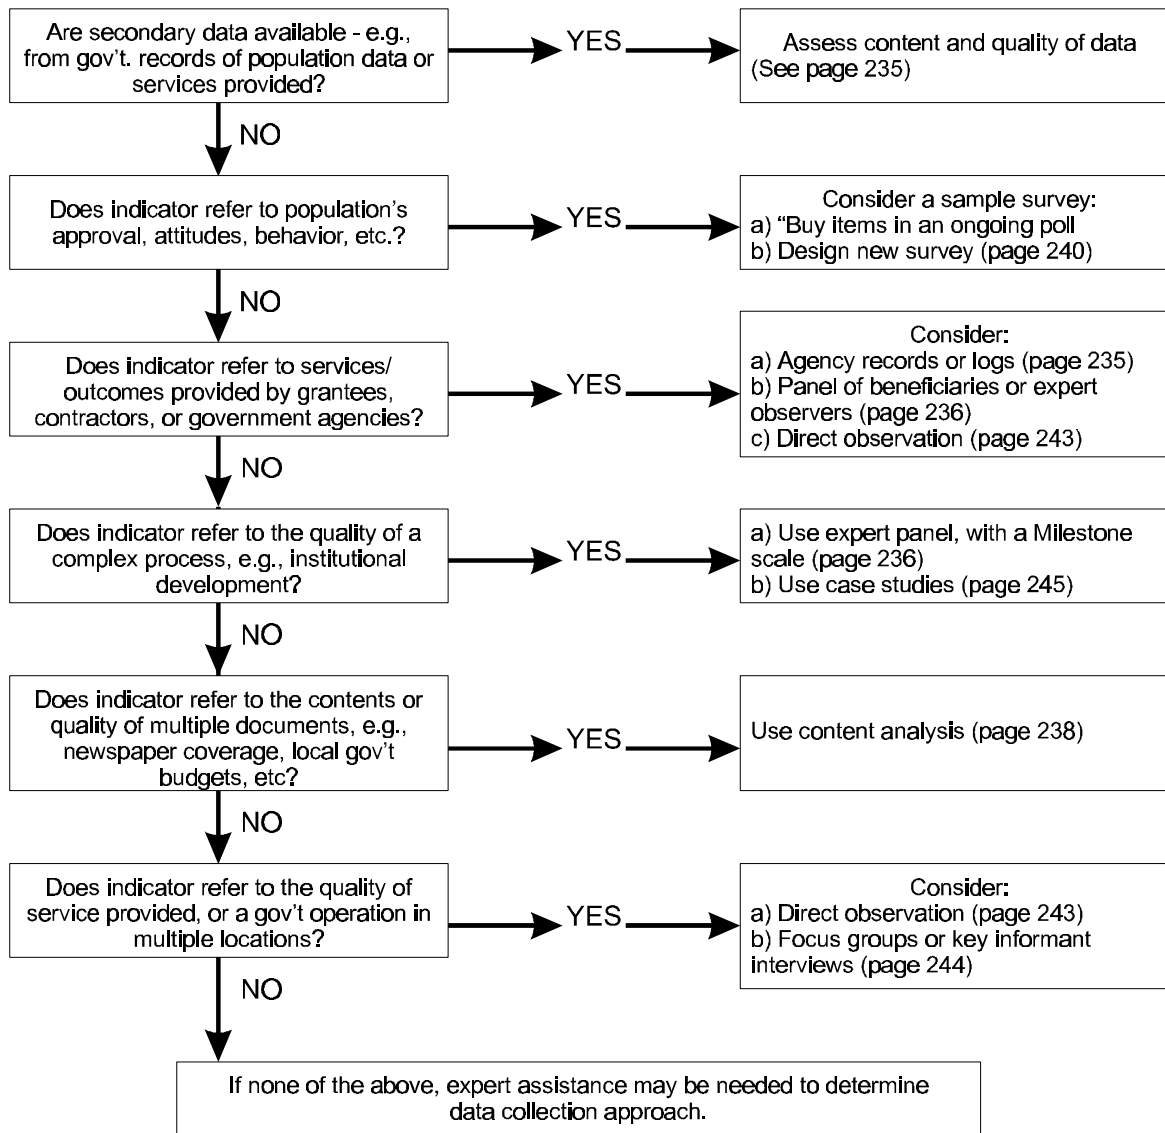 Are secondary data available - e.g.,
from gov't. records of population data or
services provided?
YES
Assess content and quality of data
(See page 235)
NO
Does indicator refer to population's
approval, attitudes, behavior, etc.?
YES
Consider a sample survey:
a) “Buy items in an ongoing poll
b) Design new survey (page 240)
NO
Does indicator refer to services/
outcomes provided by grantees,
contractors, or government agencies?
YES
Consider:
a) Agency records or logs (page 235)
b) Panel of beneficiaries or expert
observers (page 236)
c) Direct observation (page 243)
NO
Does indicator refer to the quality of a
complex process, e.g., institutional
development?
YES
a) Use expert panel, with a Milestone
scale (page 236)
b) Use case studies (page 245)
NO
Does indicator refer to the contents or
quality of multiple documents, e.g.,
newspaper coverage, local gov't
budgets, etc?
YES
Use content analysis (page 238)
NO
Does indicator refer to the quality of
service provided, or a gov't operation in
multiple locations?
YES
Consider:
a) Direct observation (page 243)
b) Focus groups or key informant
interviews (page 244)
NO
If none of the above, expert assistance may be needed to determine
data collection approach.